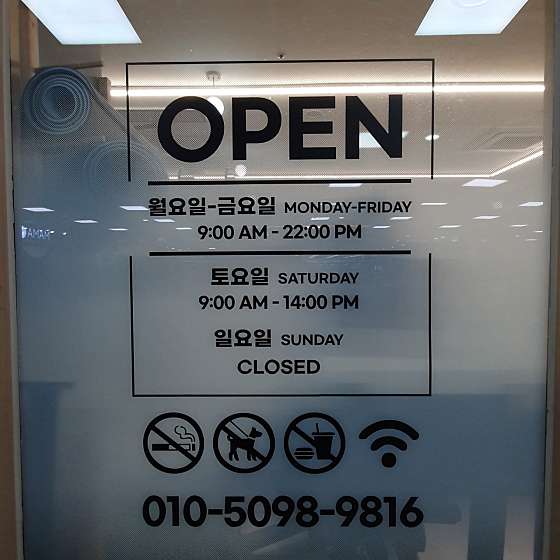 OPEN
월요일-금요일 MONDAY-FRIDAY
9:00 AM - 22:00 PM
토요일 SATURDAY
9:00 AM - 14:00 PM
일요일 SUNDAY
CLOSED
010-5098-9816